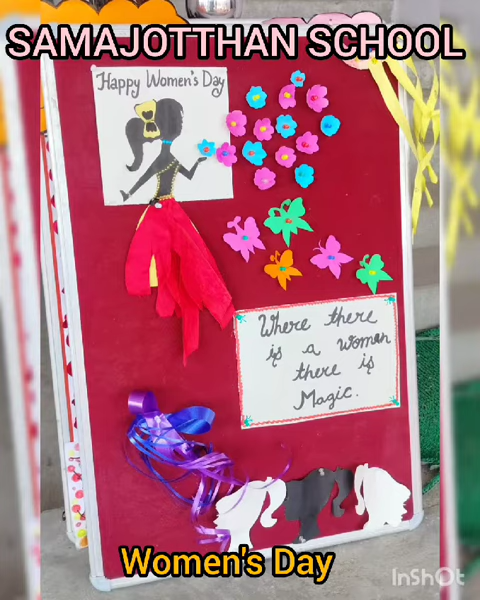 SAMAJOTTHAN SCHOOL
Happy Women's Day
Where there
is a woman
there is
Magic.
Women's Day
InShOt